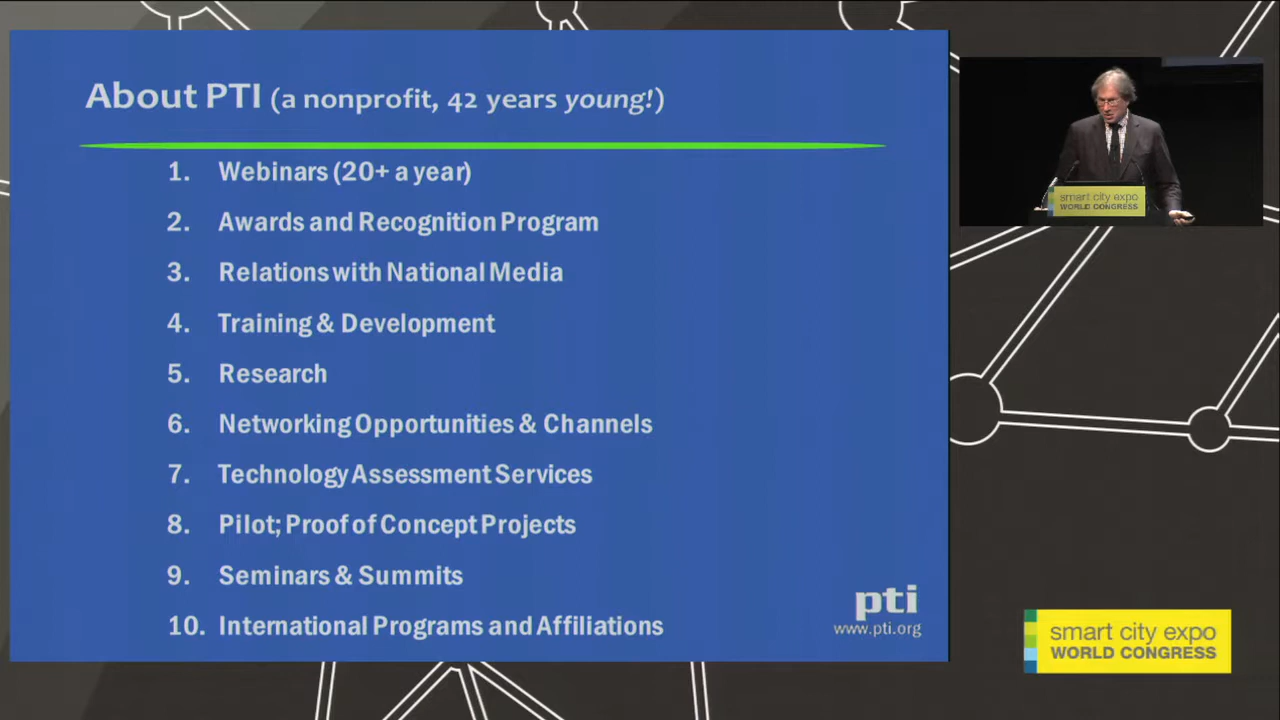 About PTI (a nonprofit, 42 years young!)
1. Webinars (20+ a year)
2. Awards and Recognition Program
3. Relations with National Media
4. Training & Development
5. Research
6. Networking Opportunities & Channels
7. Technology Assessment Services
8. Pilot; Proof of Concept Projects
9. Seminars & Summits
10. International Programs and Affiliations
pti
www.pti.org
smart city expo
WORLD CONGRESS
smart city expo
WORLD CONGRESS